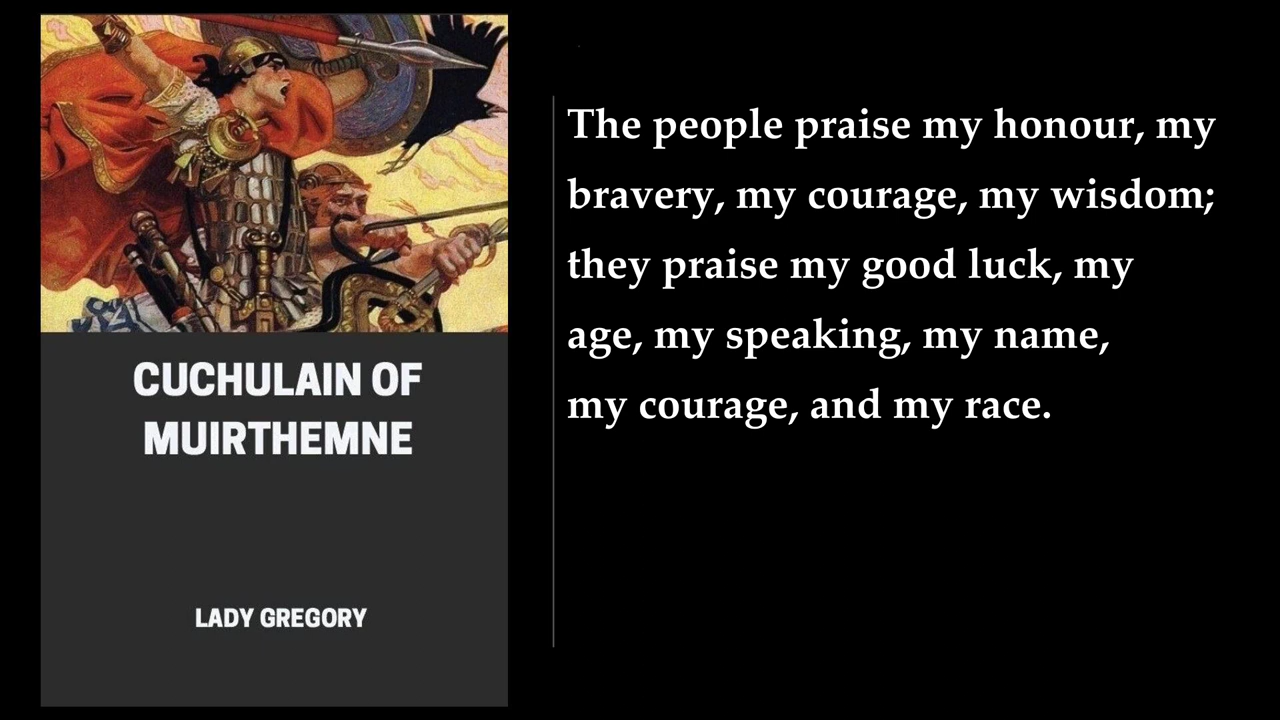 CUCHULAIN OF
MUIRTHEMNE
LADY GREGORY
The people praise my honour, my
bravery, my courage, my wisdom;
they praise my good luck, my
age, my speaking, my name,
my courage, and my race.